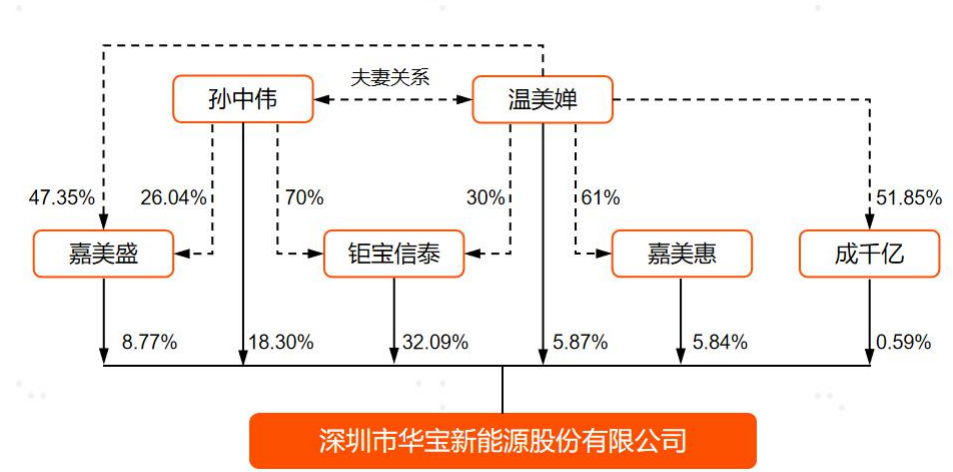 夫妻关系
孙中伟
温美婵
47.35%
26.04%
70%
30%
61%
51.85%
嘉美盛
钜宝信泰
嘉美惠
成千亿
8.77%
18.30%
32.09%
5.87%
5.84%
0.59%
深圳市华宝新能源股份有限公司